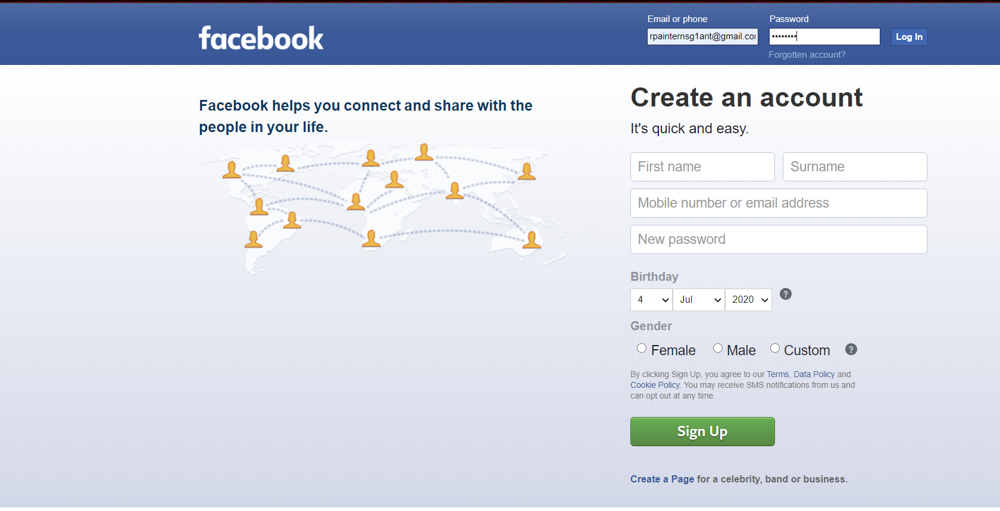 facebook
Email or phone
Password
rpainternsg1ant@gmail.co
••••••••
Log In
Forgotten account?
Facebook helps you connect and share with the
people in your life.
Create an account
It's quick and easy.
First name
Surname
Mobile number or email address
New password
Birthday
4
Jul
2020
?
Gender
Female
Male
Custom
?
By clicking Sign Up, you agree to our Terms, Data Policy and
Cookie Policy. You may receive SMS notifications from us and
can opt out at any time.
Sign Up
Create a Page for a celebrity, band or business.